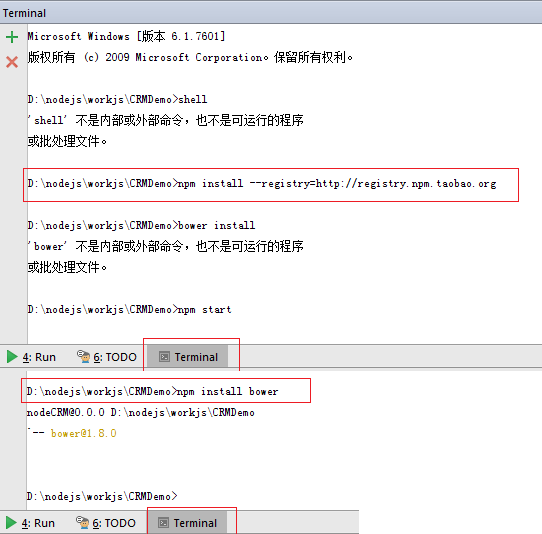 Terminal
Microsoft Windows [版本 6.1.7601]
版权所有 (c) 2009 Microsoft Corporation。保留所有权利。
D:\nodejs\workjs\CRMDemo>shell
'shell' 不是内部或外部命令，也不是可运行的程序
或批处理文件。
D:\nodejs\workjs\CRMDemo>npm install --registry=http://registry.npm.taobao.org
D:\nodejs\workjs\CRMDemo>bower install
'bower' 不是内部或外部命令，也不是可运行的程序
或批处理文件。
D:\nodejs\workjs\CRMDemo>npm start
4: Run 6: TODO Terminal
D:\nodejs\workjs\CRMDemo>npm install bower
nodeCRM@0.0.0 D:\nodejs\workjs\CRMDemo
`-- bower@1.8.0
D:\nodejs\workjs\CRMDemo>
4: Run 6: TODO Terminal